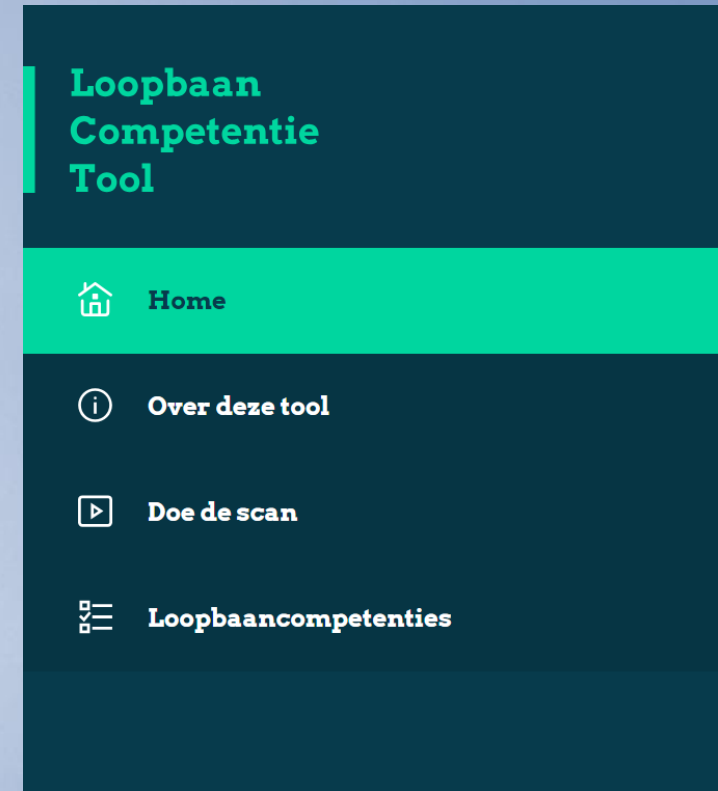 Loopbaan
Competentie
Tool
Home
Over deze tool
Doe de scan
Loopbaancompetenties